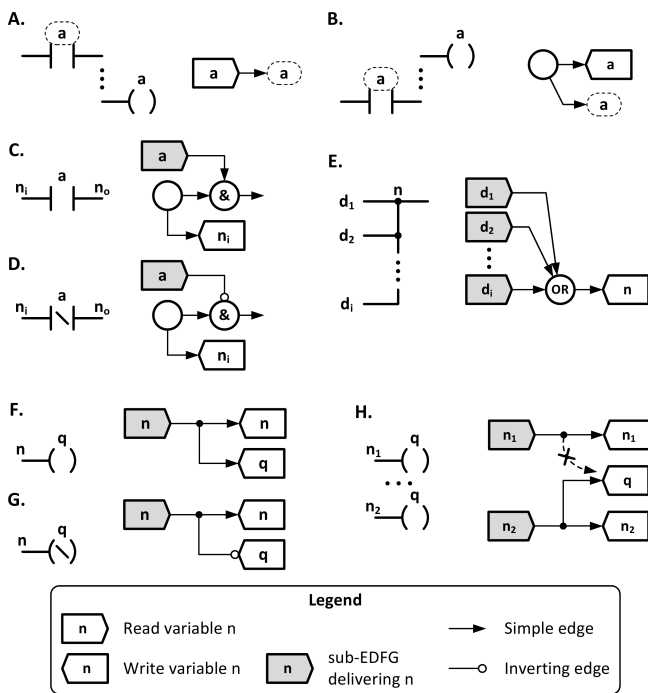 A.
a
a
a
a
B.
a
a
a
a
C.
nᵢ
a
nₒ
a
&
nᵢ
D.
nᵢ
a
nₒ
a
&
nᵢ
E.
n
d₁
d₂
dᵢ
d₁
d₂
dᵢ
OR
n
F.
n
q
n
n
q
G.
n
q
n
n
q
H.
n₁
q
n₂
q
n₁
n₁
q
n₂
n₂
Legend
n
Read variable n
n
Write variable n
n
sub-EDFG
delivering n
Simple edge
Inverting edge